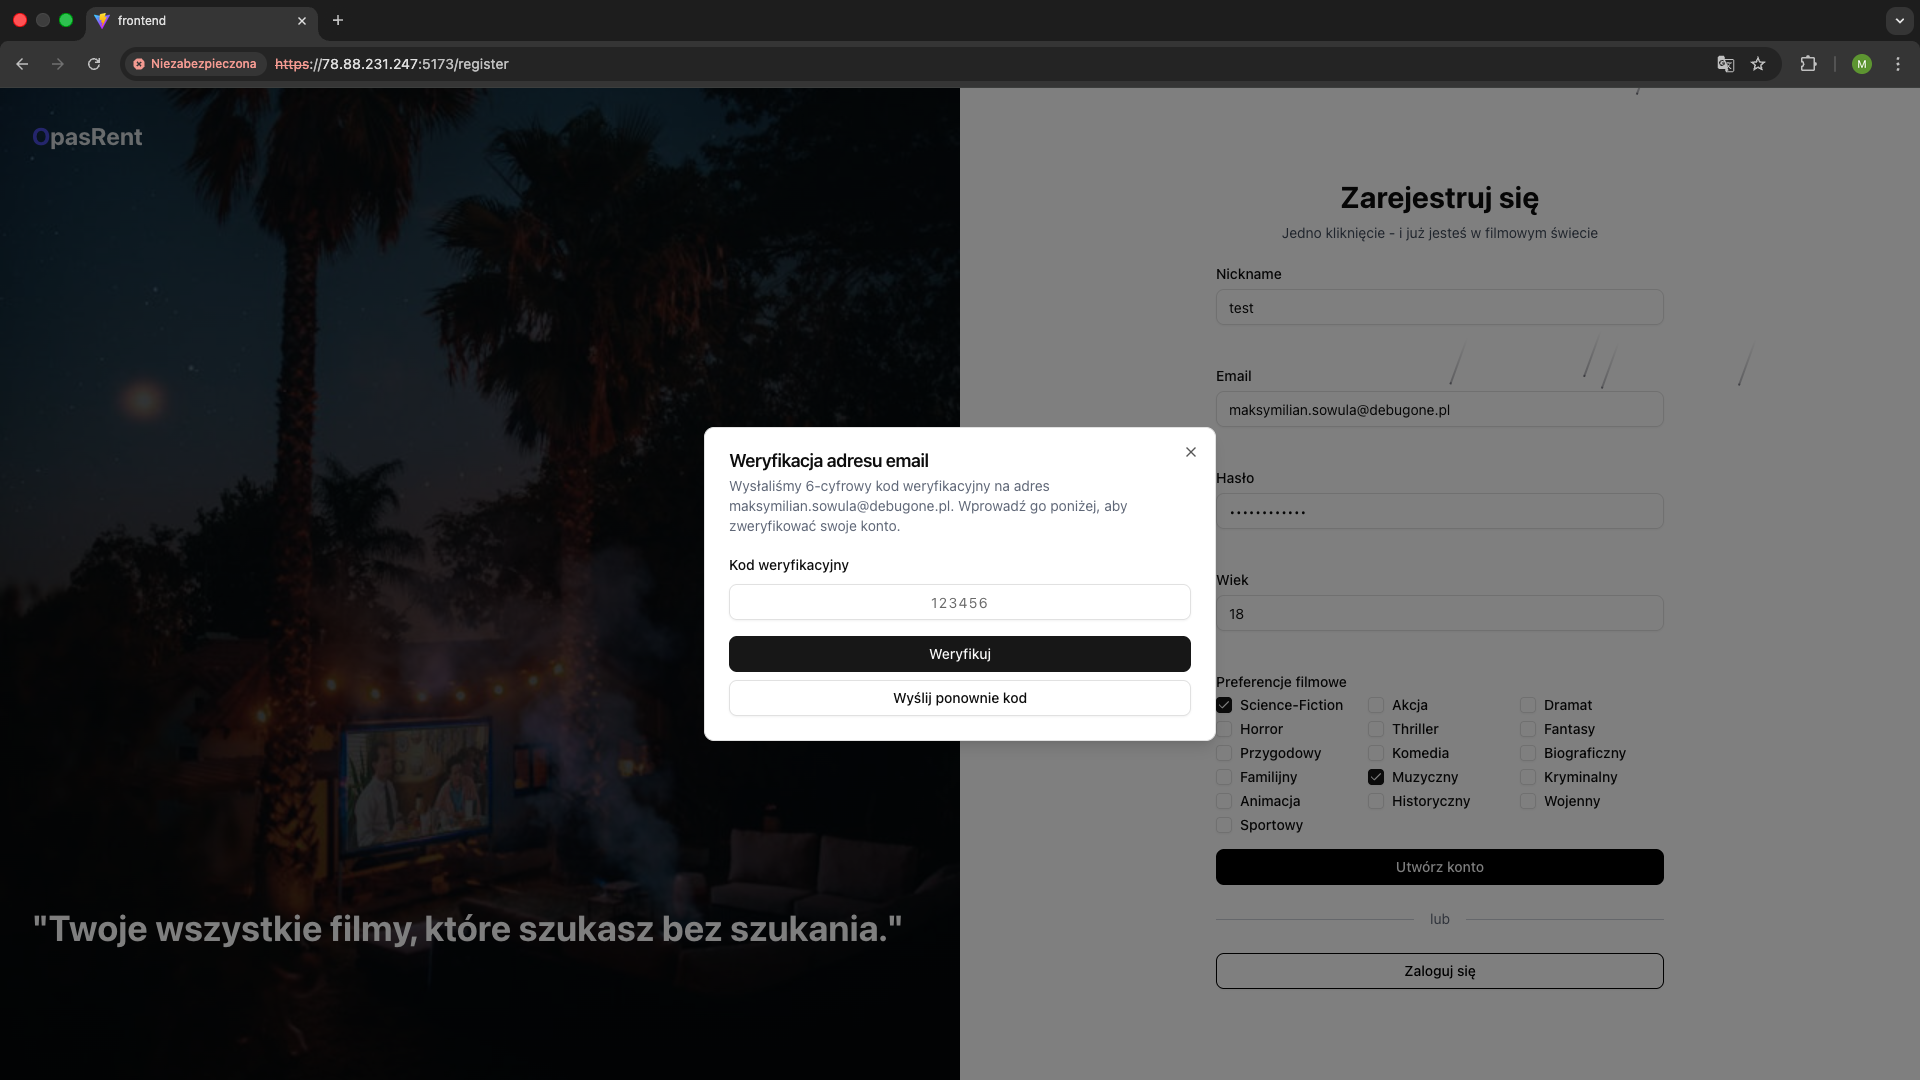 frontend
Niezabezpieczona
https://78.88.231.247:5173/register
M
OpasRent
"Twoje wszystkie filmy, które szukasz bez szukania."
Zarejestruj się
Jedno kliknięcie - i już jesteś w filmowym świecie
Nickname
test
Email
maksymilian.sowula@debugone.pl
Hasło
••••••••••••
Wiek
18
Preferencje filmowe
Science-Fiction Akcja Dramat
Horror Thriller Fantasy
Przygodowy Komedia Biograficzny
Familijny Muzyczny Kryminalny
Animacja Historyczny Wojenny
Sportowy
Utwórz konto
lub
Zaloguj się
Weryfikacja adresu email
Wysłaliśmy 6-cyfrowy kod weryfikacyjny na adres
maksymilian.sowula@debugone.pl. Wprowadź go poniżej, aby
zweryfikować swoje konto.
Kod weryfikacyjny
123456
Weryfikuj
Wyślij ponownie kod